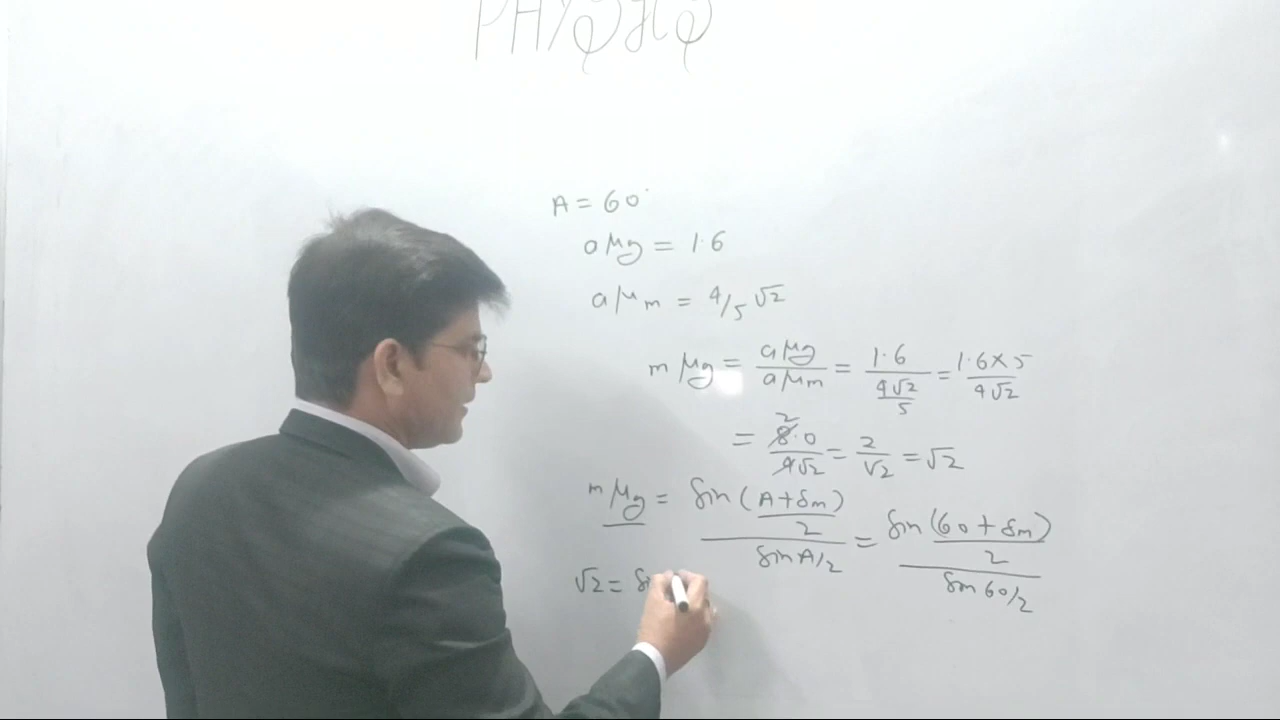 A = 60°
aμg = 1.6
aμm = 4/5 √2
mμg = aμg/aμm = 1.6/(4√2/5) = 1.6×5/4√2
= 8.0/4√2 2 = 2/√2 = √2
mμg = sin((A+δm)/2)/sin A/2 = sin((60+δm)/2)/sin 60/2
√2 =